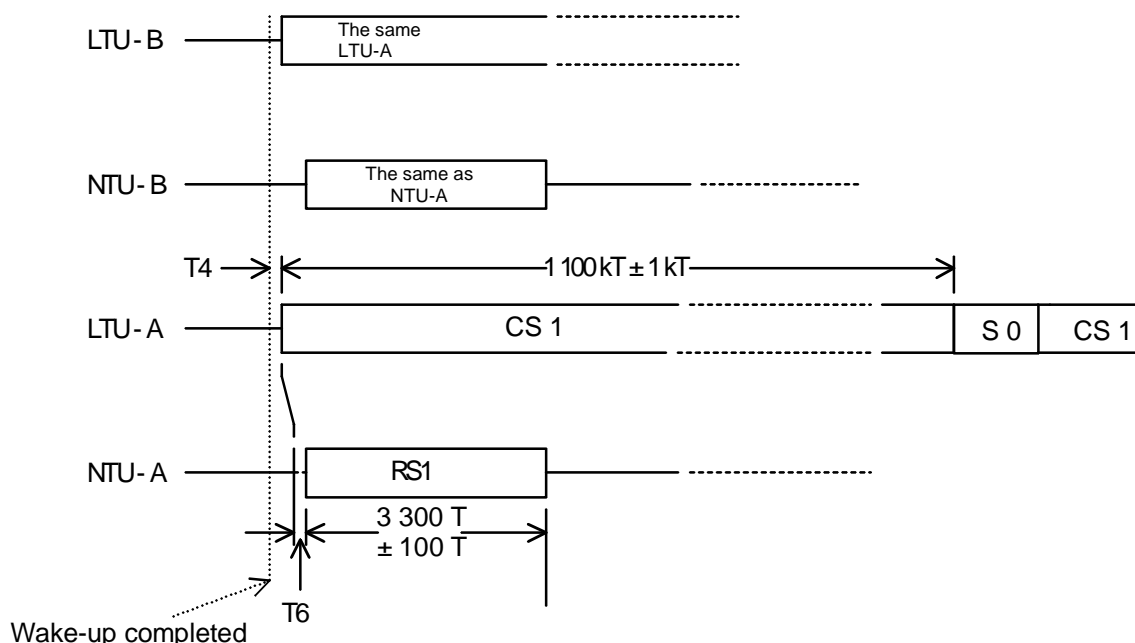 LTU-B
The same
LTU-A
NTU-B
The same as
NTU-A
T4
1 100 kT ± 1 kT
LTU-A
CS 1
S 0
CS 1
NTU-A
RS1
3 300 T
± 100 T
T6
Wake-up completed